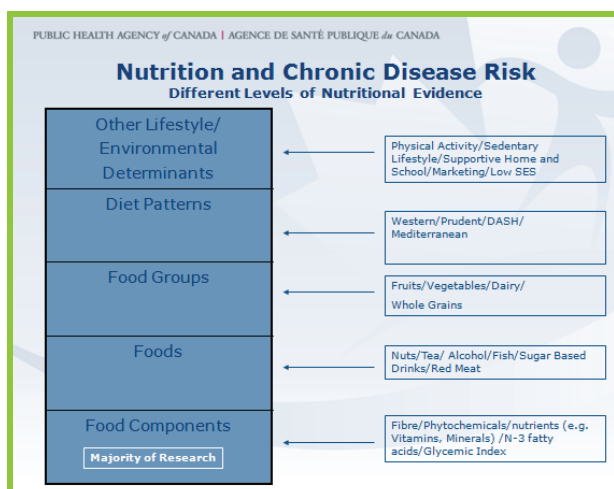 PUBLIC HEALTH AGENCY of CANADA | AGENCE DE SANTÉ PUBLIQUE du CANADA
Nutrition and Chronic Disease Risk
Different Levels of Nutritional Evidence
Other Lifestyle/
Environmental
Determinants
Physical Activity/Sedentary
Lifestyle/Supportive Home and
School/Marketing/Low SES
Diet Patterns
Western/Prudent/DASH/
Mediterranean
Food Groups
Fruits/Vegetables/Dairy/
Whole Grains
Foods
Nuts/Tea/ Alcohol/Fish/Sugar Based
Drinks/Red Meat
Food Components
Majority of Research
Fibre/Phytochemicals/nutrients (e.g.
Vitamins, Minerals) /N-3 fatty
acids/Glycemic Index